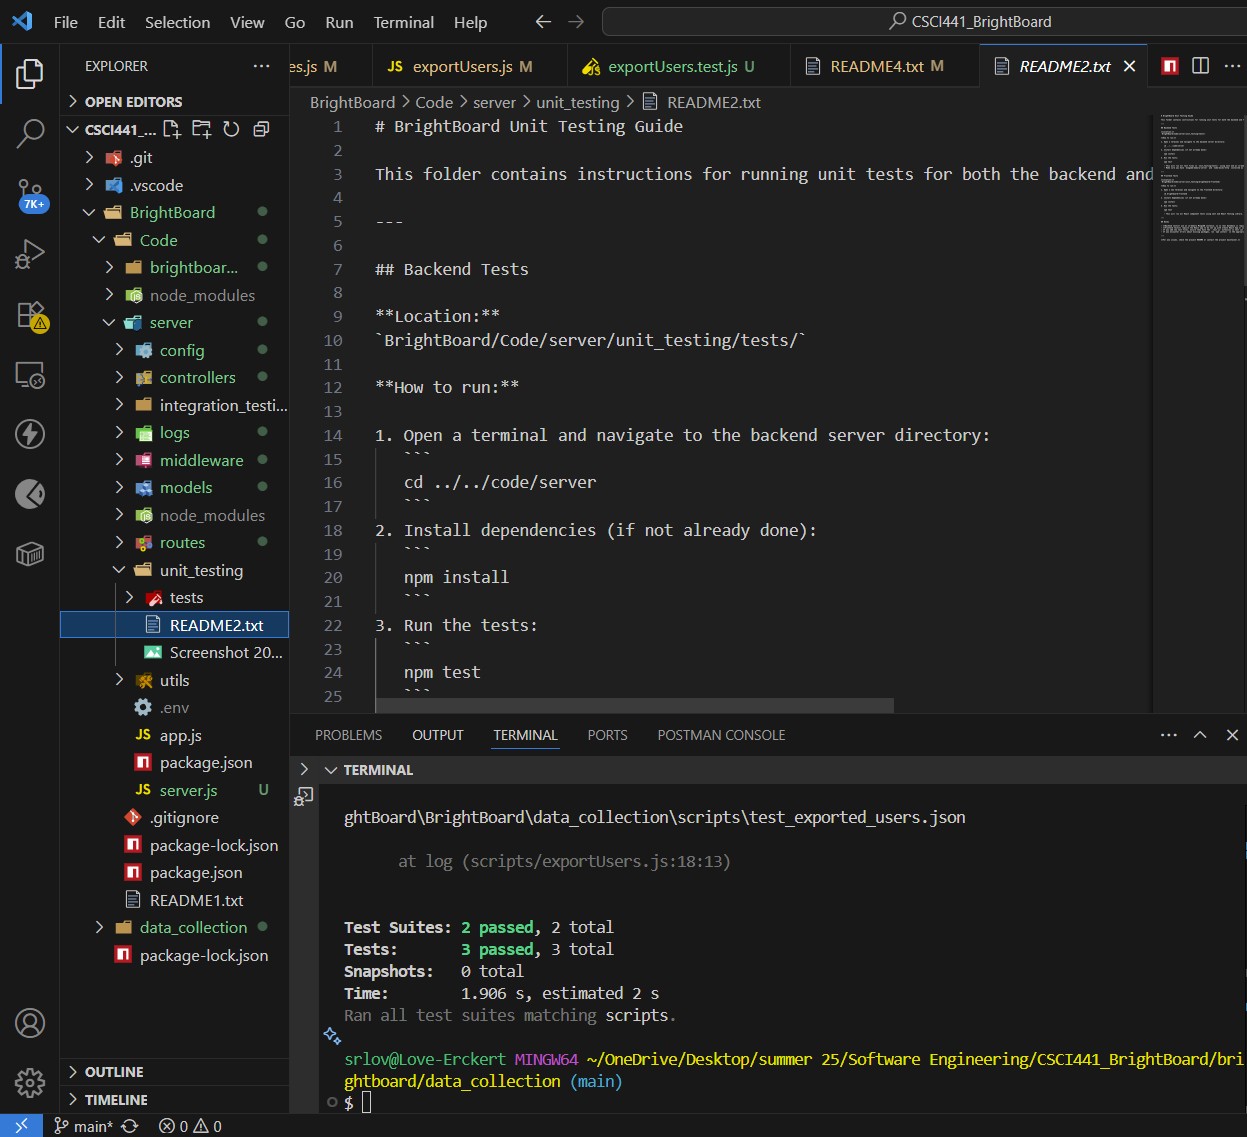 File Edit Selection View Go Run Terminal Help
CSCI441_BrightBoard
EXPLORER
OPEN EDITORS
CSCI441_...
.git
.vscode
BrightBoard
Code
brightboar...
node_modules
server
config
controllers
integration_testi...
logs
middleware
models
node_modules
routes
unit_testing
tests
README2.txt
Screenshot 20...
utils
.env
JS app.js
package.json
JS server.js U
.gitignore
package-lock.json
package.json
README1.txt
data_collection
package-lock.json
OUTLINE
TIMELINE
7K+
es.js M
JS exportUsers.js M
exportUsers.test.js U
README4.txt M
README2.txt
BrightBoard > Code > server > unit_testing > README2.txt
1 # BrightBoard Unit Testing Guide
2
3 This folder contains instructions for running unit tests for both the backend and
4
5 ---
6
7 ## Backend Tests
8
9 **Location:**
10 `BrightBoard/Code/server/unit_testing/tests/`
11
12 **How to run:**
13
14 1. Open a terminal and navigate to the backend server directory:
15 ```
16 cd ../../code/server
17 ```
18 2. Install dependencies (if not already done):
19 ```
20 npm install
21 ```
22 3. Run the tests:
23 ```
24 npm test
25 ```
PROBLEMS OUTPUT TERMINAL PORTS POSTMAN CONSOLE
TERMINAL
ghtBoard\BrightBoard\data_collection\scripts\test_exported_users.json
at log (scripts/exportUsers.js:18:13)
Test Suites: 2 passed, 2 total
Tests: 3 passed, 3 total
Snapshots: 0 total
Time: 1.906 s, estimated 2 s
Ran all test suites matching scripts.
srlov@Love-Erckert MINGW64 ~/OneDrive/Desktop/summer 25/Software Engineering/CSCI441_BrightBoard/bri
ghtboard/data_collection (main)
$
main* 0 0